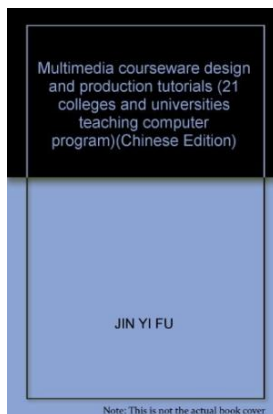 Multimedia courseware design
and production tutorials (21
colleges and universities
teaching computer
program)(Chinese Edition)
JIN YI FU
Note: This is not the actual book cover